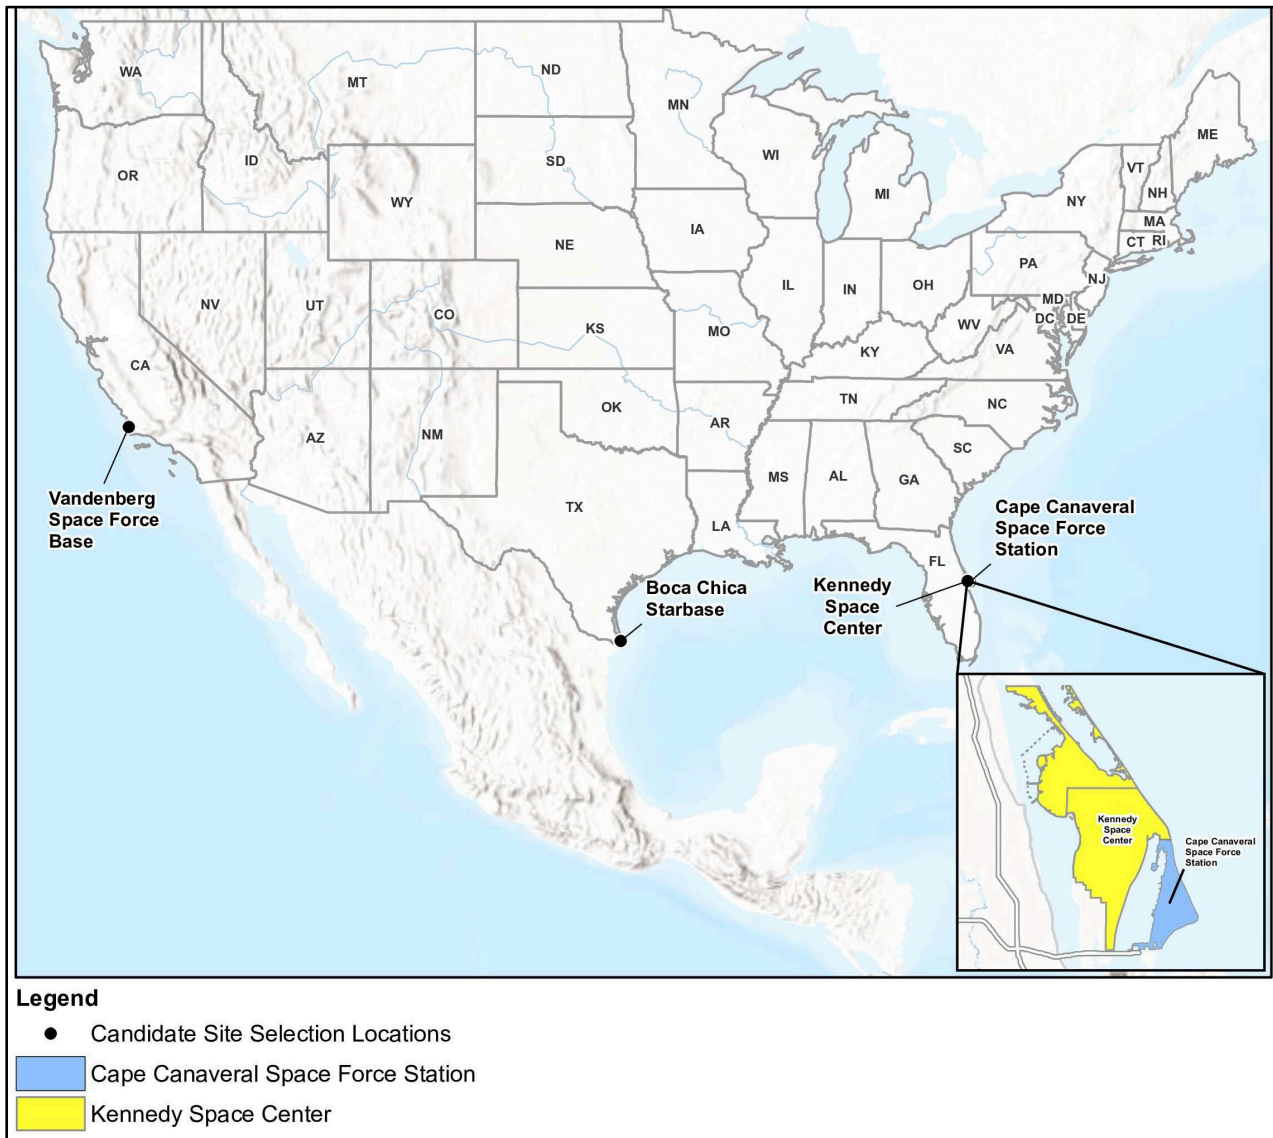 WA
MT
ND
MN
ME
OR
ID
SD
WI
MI
VT
NH
NY
WY
MA
CT RI
IA
NE
PA
NJ
NV
UT
CO
IL
IN
OH
MD
DC
DE
WV
KS
MO
VA
CA
KY
TN
NC
OK
AR
AZ
NM
SC
MS
AL
GA
TX
LA
FL
Vandenberg
Space Force
Base
Cape Canaveral
Space Force
Station
Boca Chica
Starbase
Kennedy
Space
Center
Kennedy
Space
Center
Cape Canaveral
Space Force
Station
Legend
Candidate Site Selection Locations
Cape Canaveral Space Force Station
Kennedy Space Center